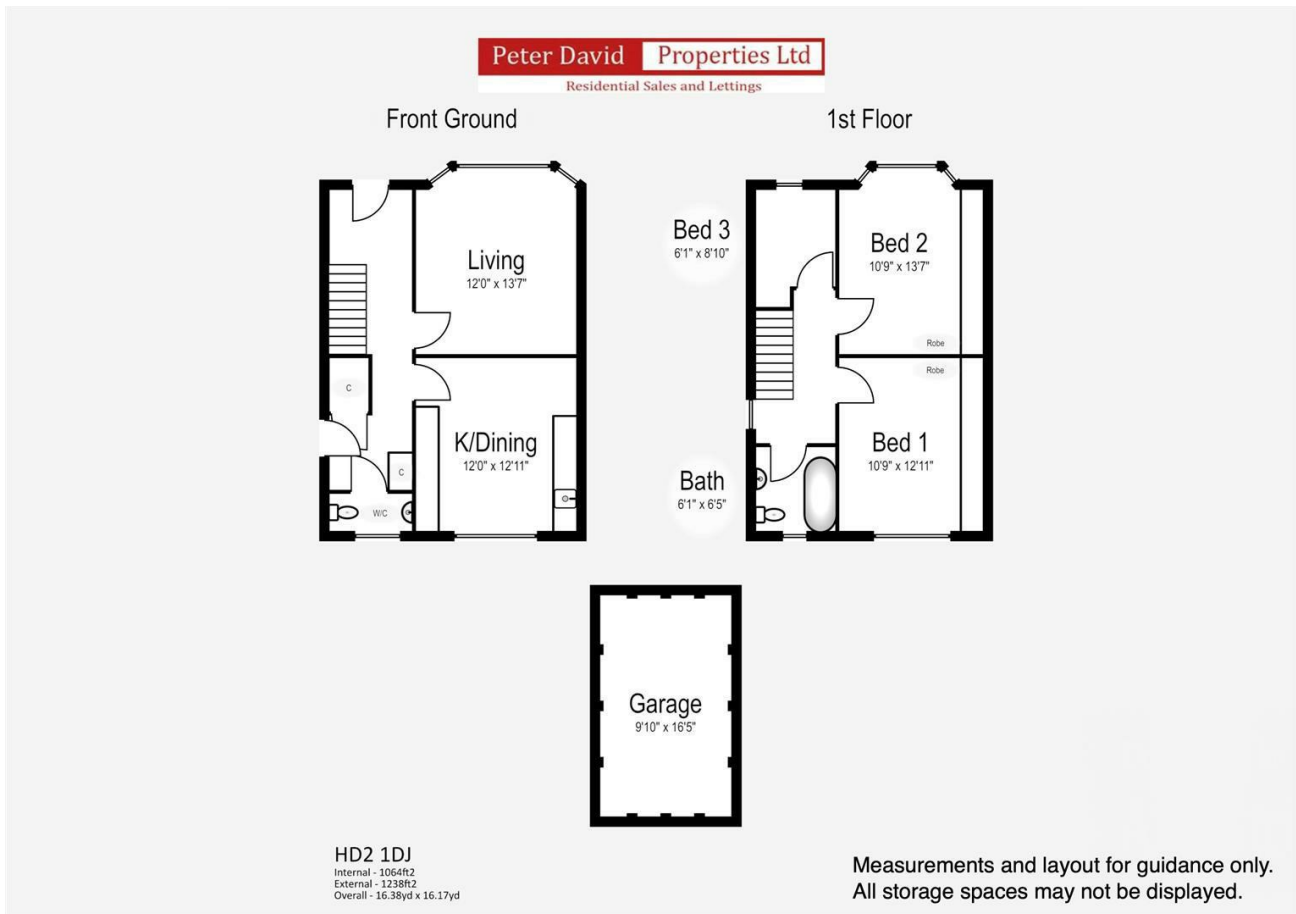 Peter David Properties Ltd
Residential Sales and Lettings
Front Ground
1st Floor
Living
12'0" x 13'7"
C
K/Dining
12'0" x 12'11"
C
W/C
Bed 3
6'1" x 8'10"
Bed 2
10'9" x 13'7"
Robe
Robe
Bed 1
10'9" x 12'11"
Bath
6'1" x 6'5"
Garage
9'10" x 16'5"
HD2 1DJ
Internal - 1064ft2
External - 1238ft2
Overall - 16.38yd x 16.17yd
Measurements and layout for guidance only.
All storage spaces may not be displayed.